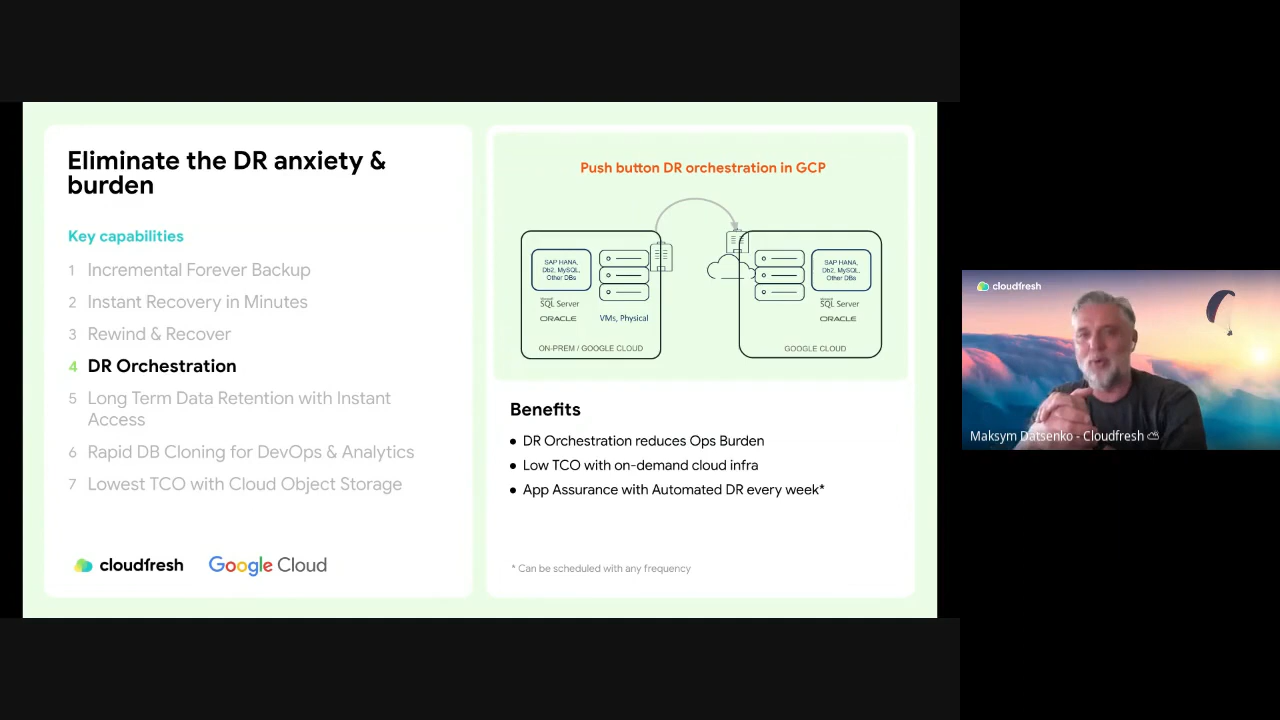 Eliminate the DR anxiety &
burden
Key capabilities
1 Incremental Forever Backup
2 Instant Recovery in Minutes
3 Rewind & Recover
4 DR Orchestration
5 Long Term Data Retention with Instant
Access
6 Rapid DB Cloning for DevOps & Analytics
7 Lowest TCO with Cloud Object Storage
cloudfresh Google Cloud
Push button DR orchestration in GCP
SAP HANA,
Db2, MySQL,
Other DBs
SQL Server
ORACLE
VMs, Physical
ON-PREM / GOOGLE CLOUD
SAP HANA,
Db2, MySQL,
Other DBs
SQL Server
ORACLE
GOOGLE CLOUD
Benefits
• DR Orchestration reduces Ops Burden
• Low TCO with on-demand cloud infra
• App Assurance with Automated DR every week*
* Can be scheduled with any frequency
cloudfresh
Maksym Datsenko - Cloudfresh